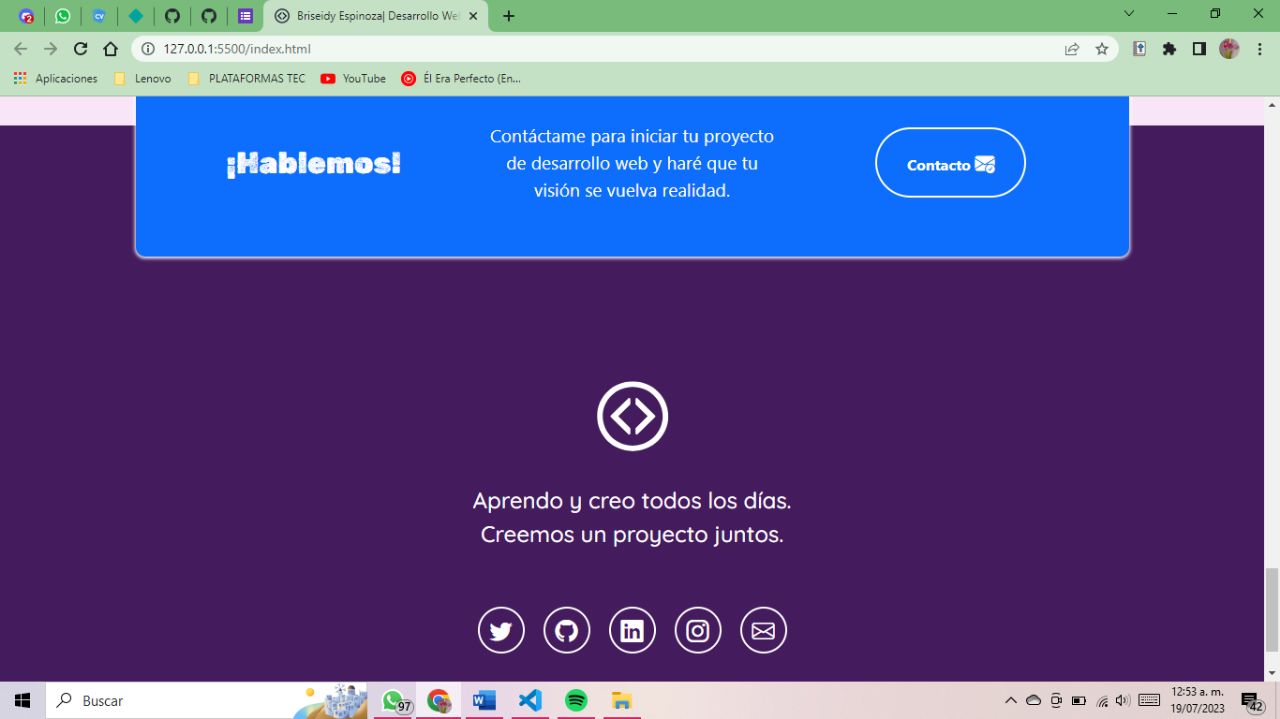 Briseidy Espinoza| Desarrollo We
127.0.0.1:5500/index.html
Aplicaciones
Lenovo
PLATAFORMAS TEC
YouTube
Él Era Perfecto (En...
¡Hablemos!
Contáctame para iniciar tu proyecto
de desarrollo web y haré que tu
visión se vuelva realidad.
Contacto
Aprendo y creo todos los días.
Creemos un proyecto juntos.
in
Buscar
97
12:53 a. m.
19/07/2023
42